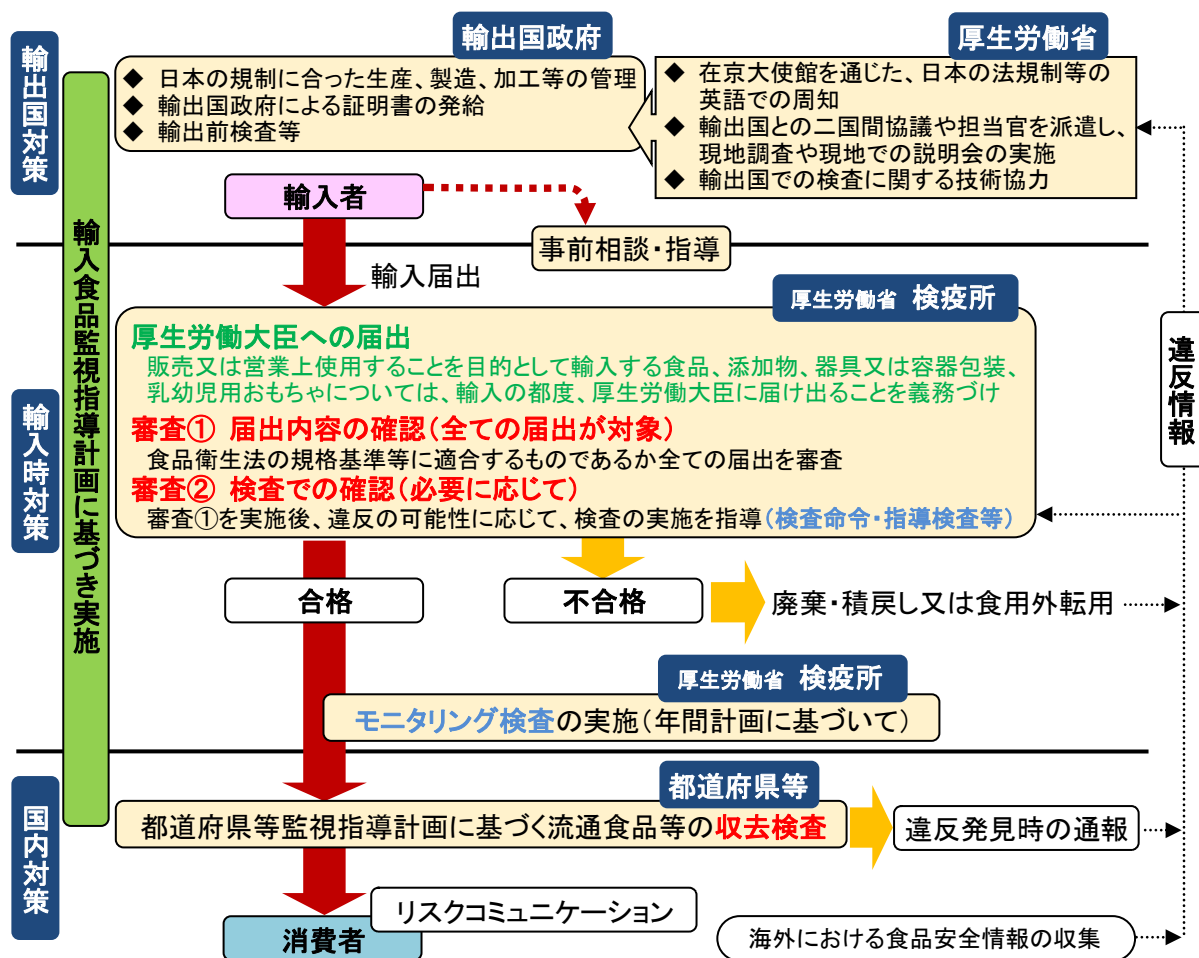 輸出国対策
輸出国政府
◆ 日本の規制に合った生産、製造、加工等の管理
◆ 輸出国政府による証明書の発給
◆ 輸出前検査等
厚生労働省
◆ 在京大使館を通じた、日本の法規制等の
英語での周知
◆ 輸出国との二国間協議や担当官を派遣し、
現地調査や現地での説明会の実施
◆ 輸出国での検査に関する技術協力
輸入食品監視指導計画に基づき実施
輸入者
事前相談・指導
輸入届出
輸入時対策
厚生労働省 検疫所
厚生労働大臣への届出
販売又は営業上使用することを目的として輸入する食品、添加物、器具又は容器包装、
乳幼児用おもちゃについては、輸入の都度、厚生労働大臣に届け出ることを義務づけ
審査① 届出内容の確認(全ての届出が対象)
食品衛生法の規格基準等に適合するものであるか全ての届出を審査
審査② 検査での確認(必要に応じて)
審査①を実施後、違反の可能性に応じて、検査の実施を指導(検査命令・指導検査等)
違反情報
合格
不合格
廃棄・積戻し又は食用外転用
厚生労働省 検疫所
モニタリング検査の実施(年間計画に基づいて)
国内対策
都道府県等
都道府県等監視指導計画に基づく流通食品等の収去検査
違反発見時の通報
リスクコミュニケーション
消費者
海外における食品安全情報の収集